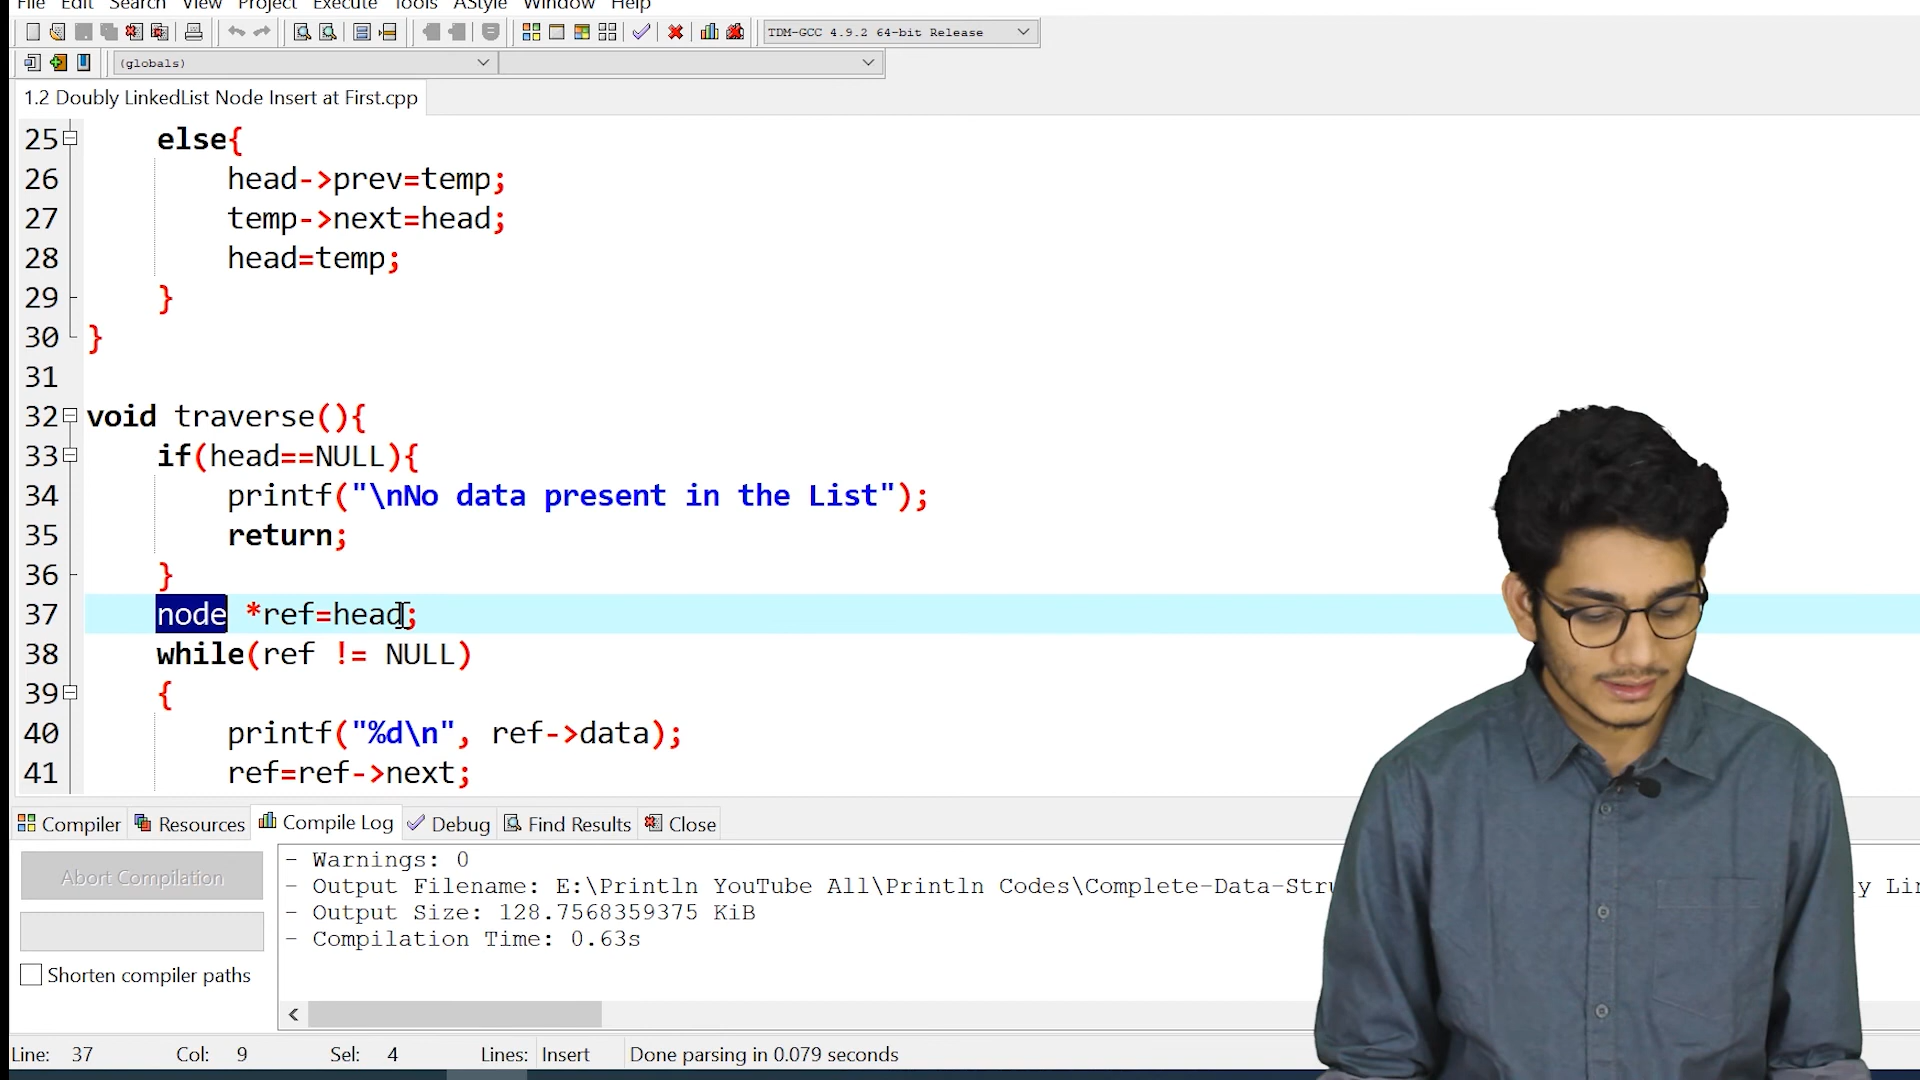 File Edit Search View Project Execute Tools AStyle Window Help
TDM-GCC 4.9.2 64-bit Release
(globals)
1.2 Doubly LinkedList Node Insert at First.cpp
25 else{
26 head->prev=temp;
27 temp->next=head;
28 head=temp;
29 }
30 }
31
32 void traverse(){
33 if(head==NULL){
34 printf("\nNo data present in the List");
35 return;
36 }
37 node *ref=head;
38 while(ref != NULL)
39 {
40 printf("%d\n", ref->data);
41 ref=ref->next;
Compiler Resources Compile Log Debug Find Results Close
Abort Compilation
Shorten compiler paths
- Warnings: 0
- Output Filename: E:\Println YouTube All\Println Codes\Complete-Data-Stru
- Output Size: 128.7568359375 KiB
- Compilation Time: 0.63s
Line: 37 Col: 9 Sel: 4 Lines: Insert Done parsing in 0.079 seconds